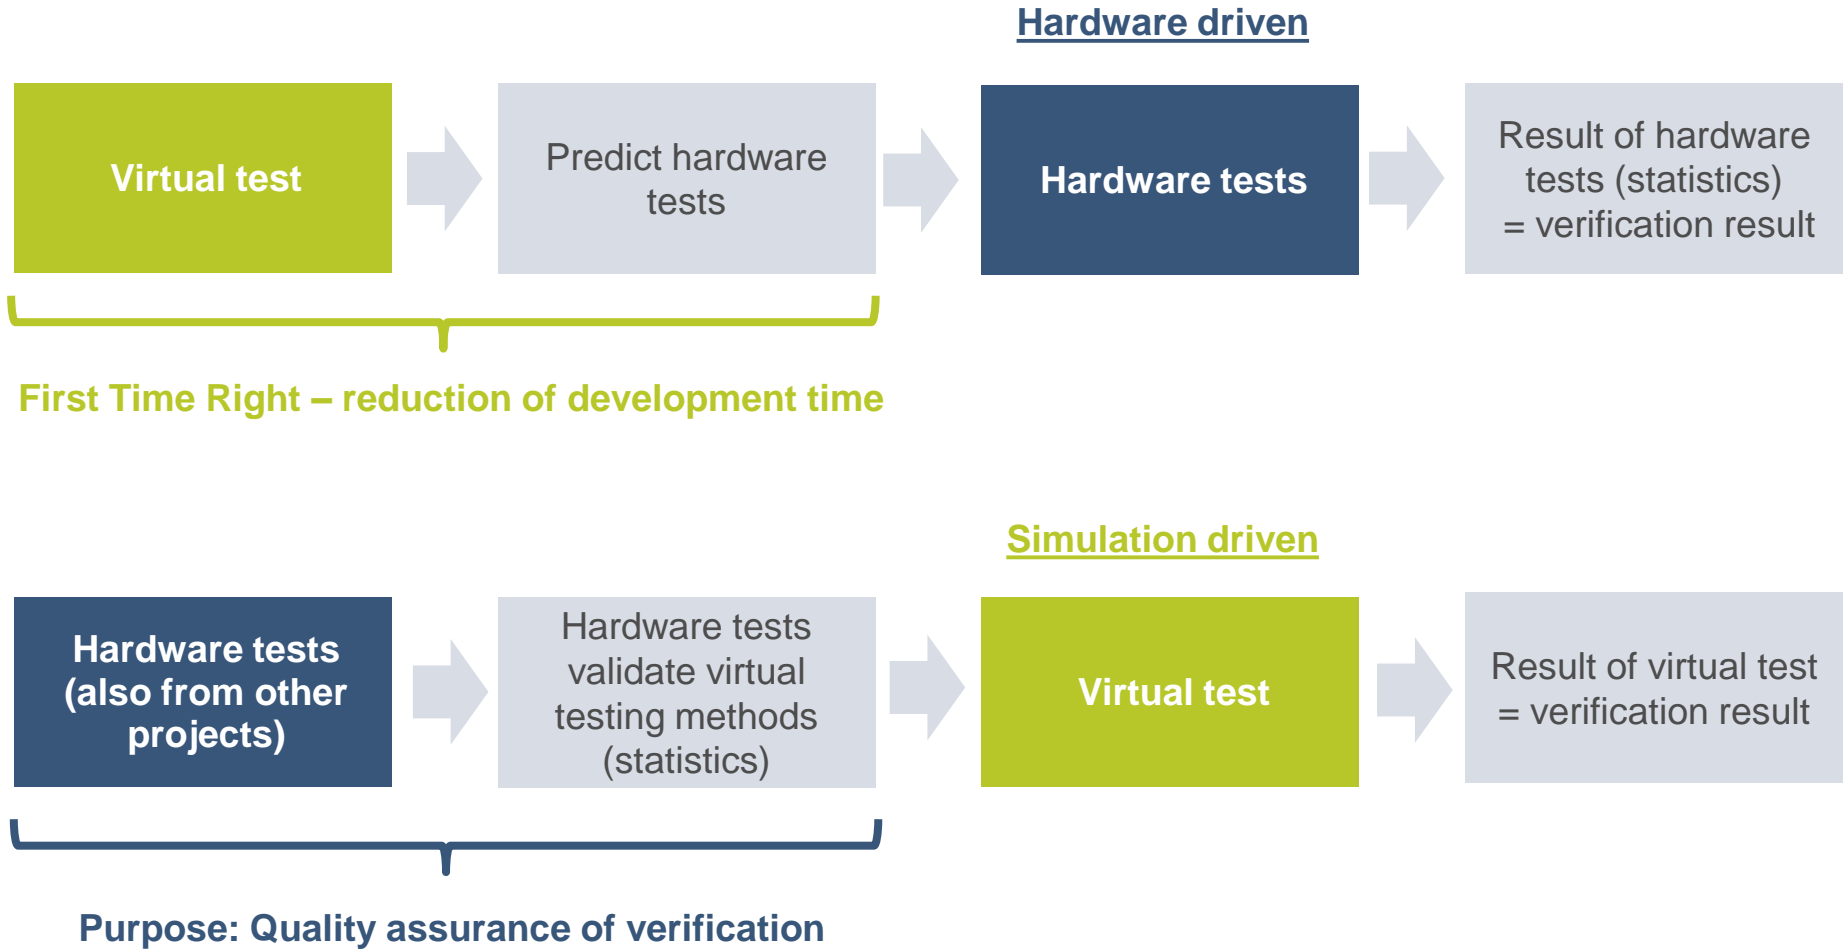 Hardware driven
Virtual test
Predict hardware
tests
Hardware tests
Result of hardware
tests (statistics)
= verification result
First Time Right – reduction of development time
Simulation driven
Hardware tests
(also from other
projects)
Hardware tests
validate virtual
testing methods
(statistics)
Virtual test
Result of virtual test
= verification result
Purpose: Quality assurance of verification